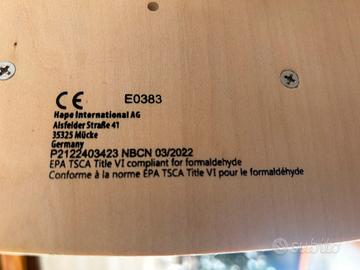 CE E0383
Hape International AG
Alsfelder Straße 41
35325 Mücke
Germany
P2122403423 NBCN 03/2022
EPA TSCA Title VI compliant for formaldehyde
Conforme à la norme EPA TSCA Title VI pour le formaldéhyde
subito